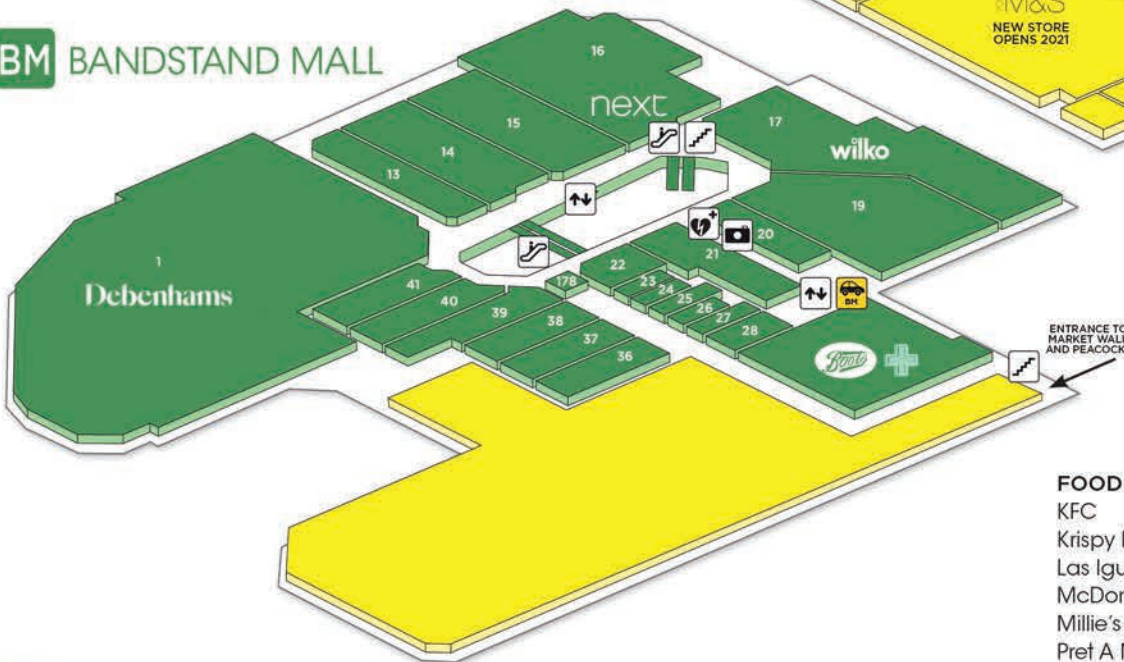 M&S
NEW STORE
OPENS 2021
BM BANDSTAND MALL
16
next
15
14
13
17
wilko
19
20
21
1
Debenhams
22
23
24
25
26
27
28
178
41
40
39
38
37
36
BM
Boots
ENTRANCE TO
MARKET WAL
AND PEACOCK
FOOD
KFC
Krispy
Las Igu
McDon
Millie's
Pret A